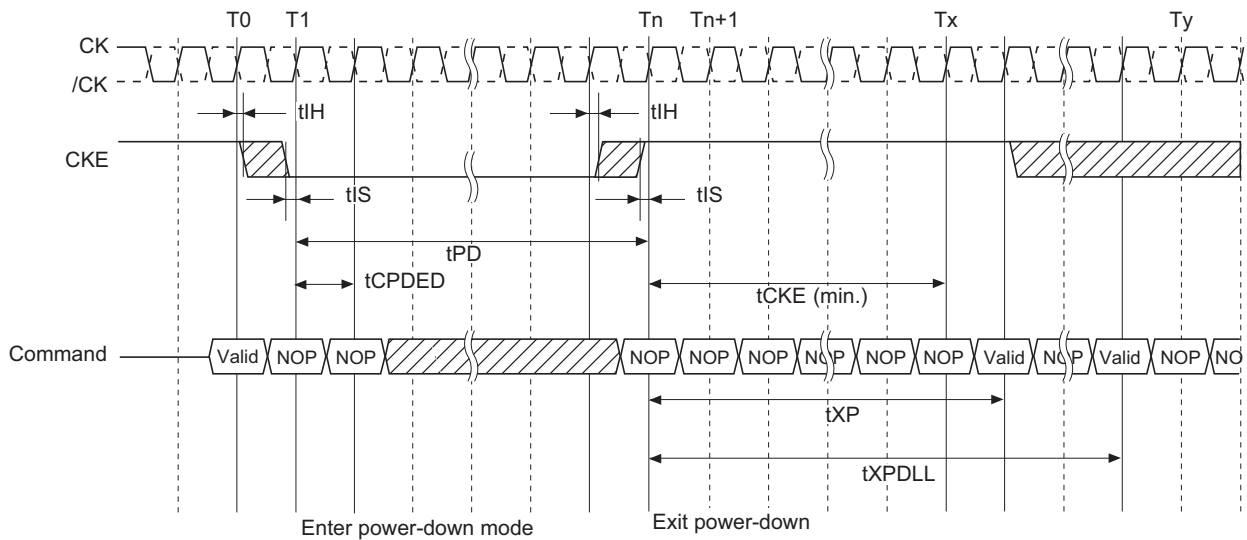 T0 T1 Tn Tn+1 Tx Ty
CK
/CK
tIH tIH
CKE
tIS tIS
tPD
tCPDED tCKE (min.)
Command Valid NOP NOP NOP NOP NOP NOP NOP NOP Valid NOP Valid NOP NO
tXP
tXPDLL
Enter power-down mode Exit power-down